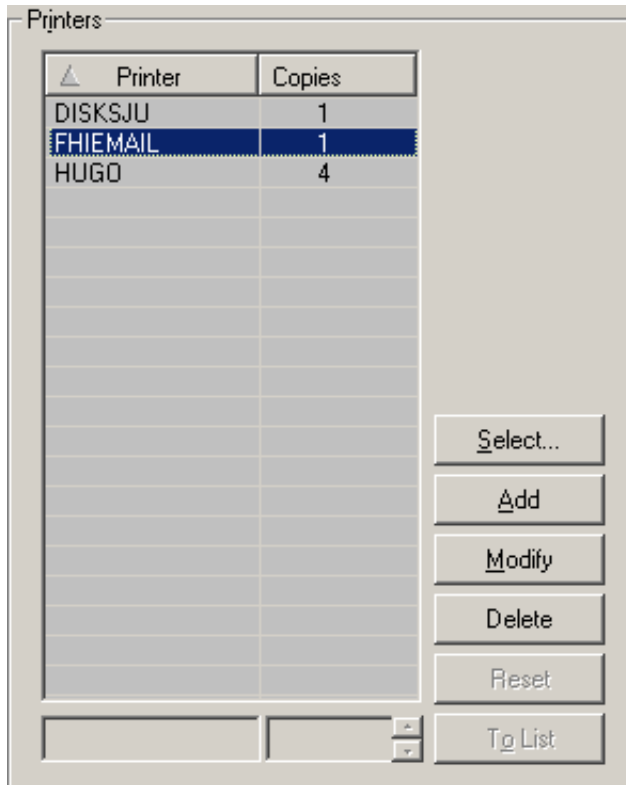 Printers
Printer Copies
DISKSJU 1
FHIEMAIL 1
HUGO 4
Select...
Add
Modify
Delete
Reset
To List